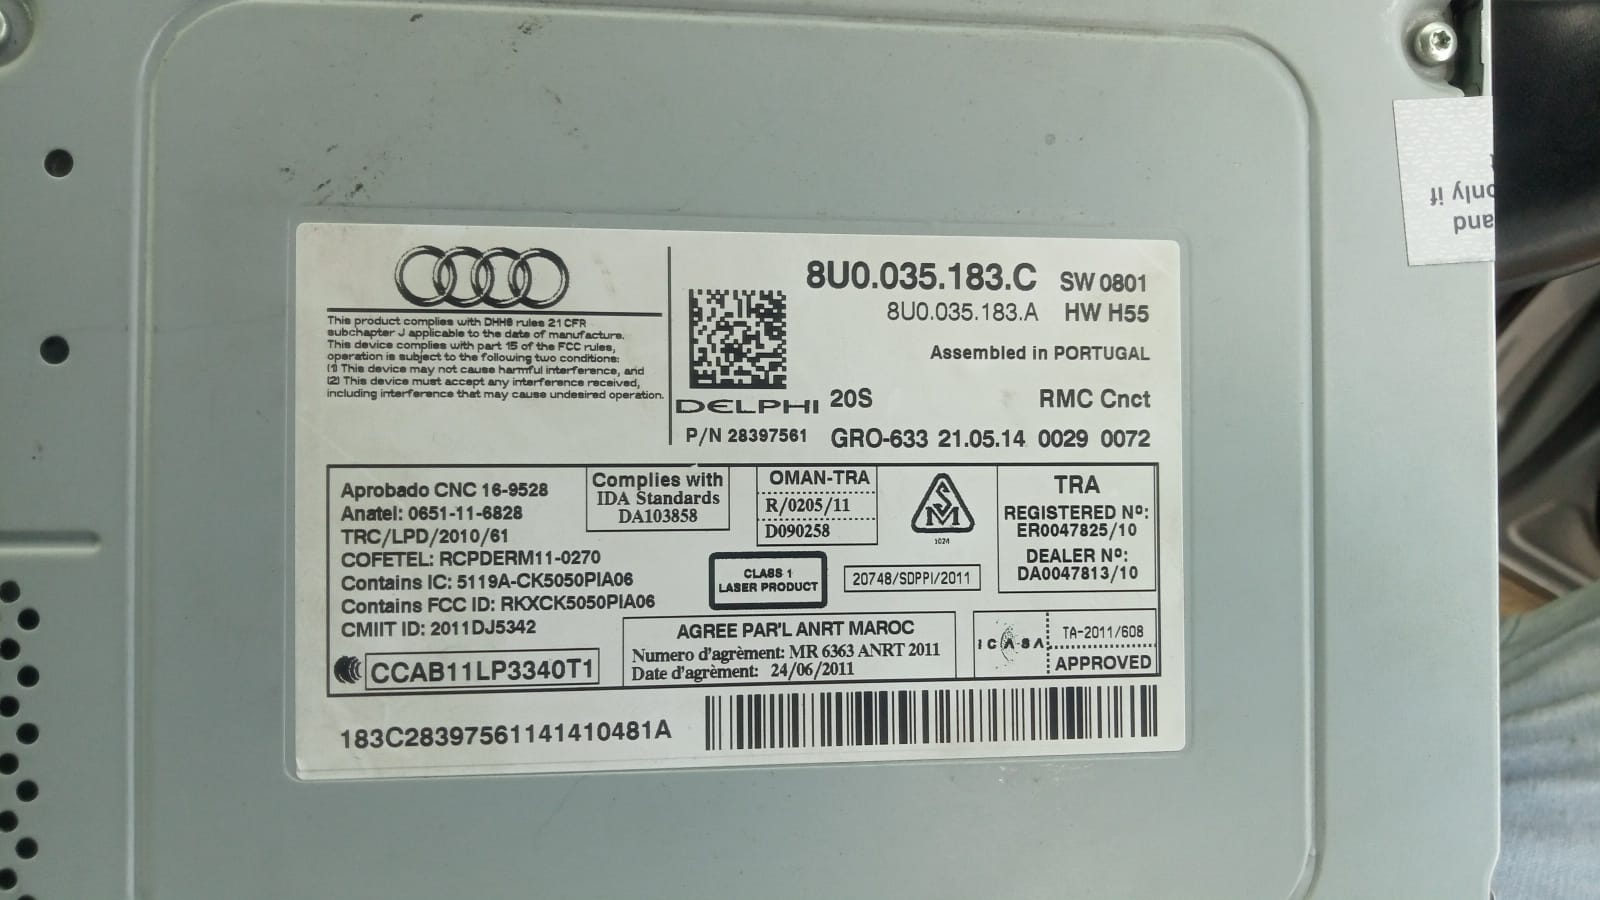 This product complies with DHHS rules 21 CFR
subchapter J applicable to the date of manufacture.
This device complies with part 15 of the FCC rules,
operation is subject to the following two conditions:
(1) This device may not cause harmful interference, and
(2) This device must accept any interference received,
including interference that may cause undesired operation.
8U0.035.183.C SW 0801
8U0.035.183.A HW H55
Assembled in PORTUGAL
DELPHI 20S RMC Cnct
P/N 28397561 GRO-633 21.05.14 0029 0072
Aprobado CNC 16-9528
Anatel: 0651-11-6828
TRC/LPD/2010/61
COFETEL: RCPDERM11-0270
Contains IC: 5119A-CK5050PIA06
Contains FCC ID: RKXCK5050PIA06
CMIIT ID: 2011DJ5342
CCAB11LP3340T1
Complies with
IDA Standards
DA103858
OMAN-TRA
R/0205/11
D090258
SM
1024
TRA
REGISTERED Nº:
ER0047825/10
DEALER Nº:
DA0047813/10
CLASS 1
LASER PRODUCT
20748/SDPPI/2011
AGREE PAR'L ANRT MAROC
Numero d'agrèment: MR 6363 ANRT 2011
Date d'agrèment: 24/06/2011
ICASA
TA-2011/608
APPROVED
183C28397561141410481A
and
only if